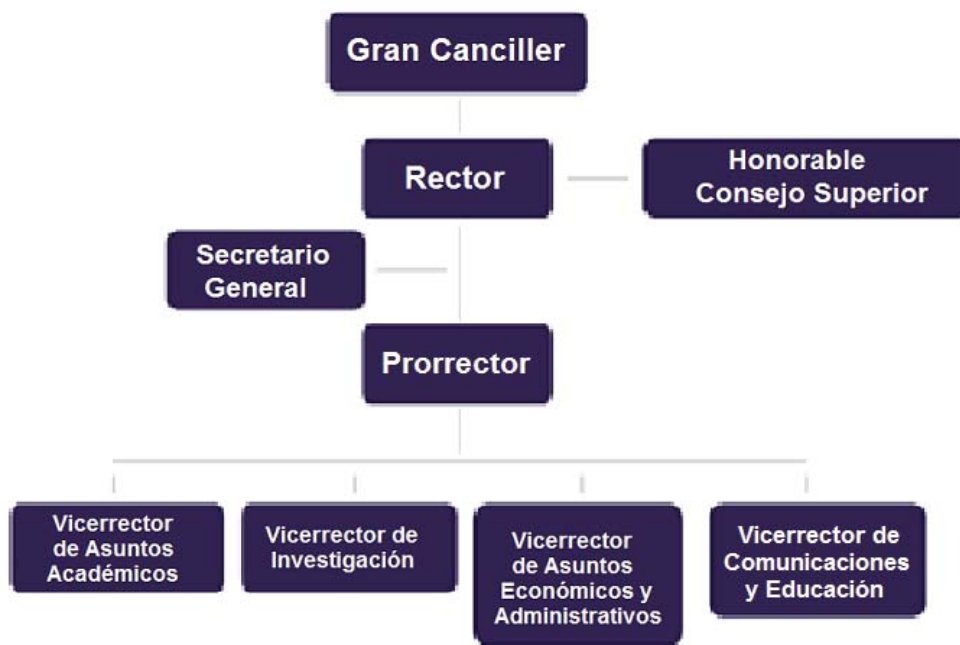 Gran Canciller
Rector
Honorable
Consejo Superior
Secretario
General
Prorrector
Vicerrector
de Asuntos
Académicos
Vicerrector de
Investigación
Vicerrector
de Asuntos
Económicos y
Administrativos
Vicerrector de
Comunicaciones
y Educación